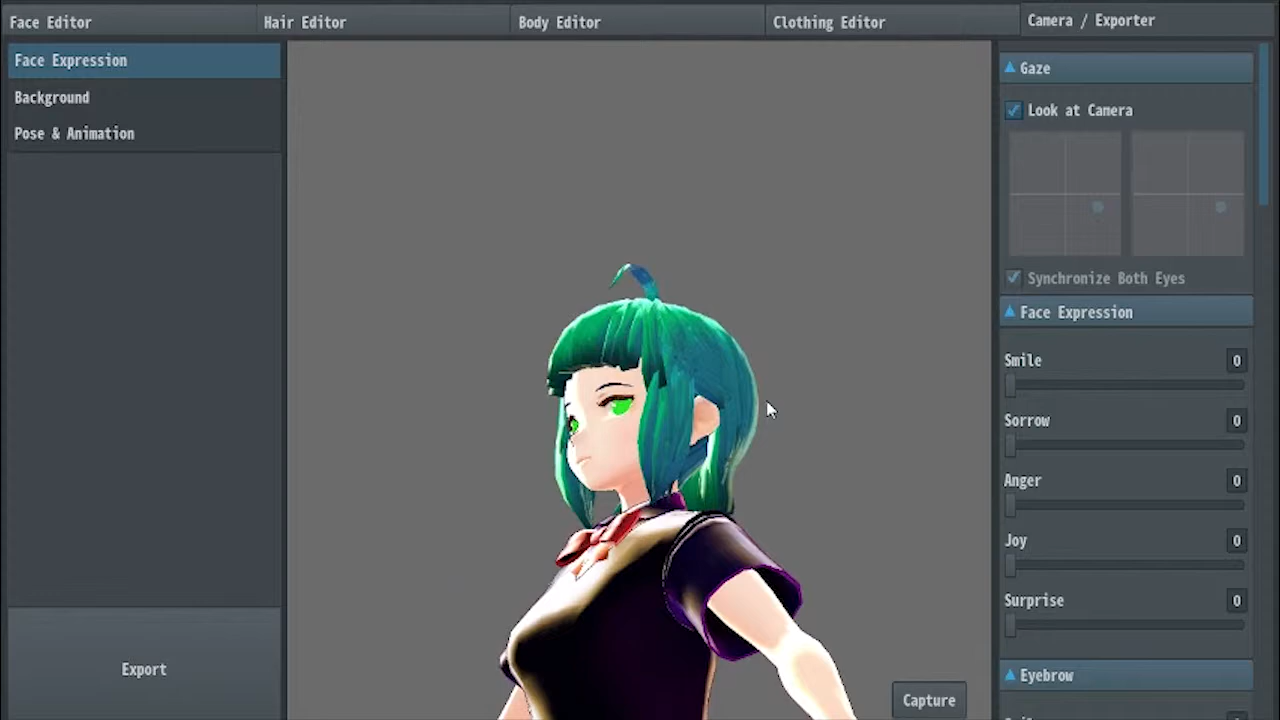 Face Editor
Hair Editor
Body Editor
Clothing Editor
Camera / Exporter
Face Expression
Background
Pose & Animation
Export
Capture
Gaze
Look at Camera
Synchronize Both Eyes
Face Expression
Smile 0
Sorrow 0
Anger 0
Joy 0
Surprise 0
Eyebrow